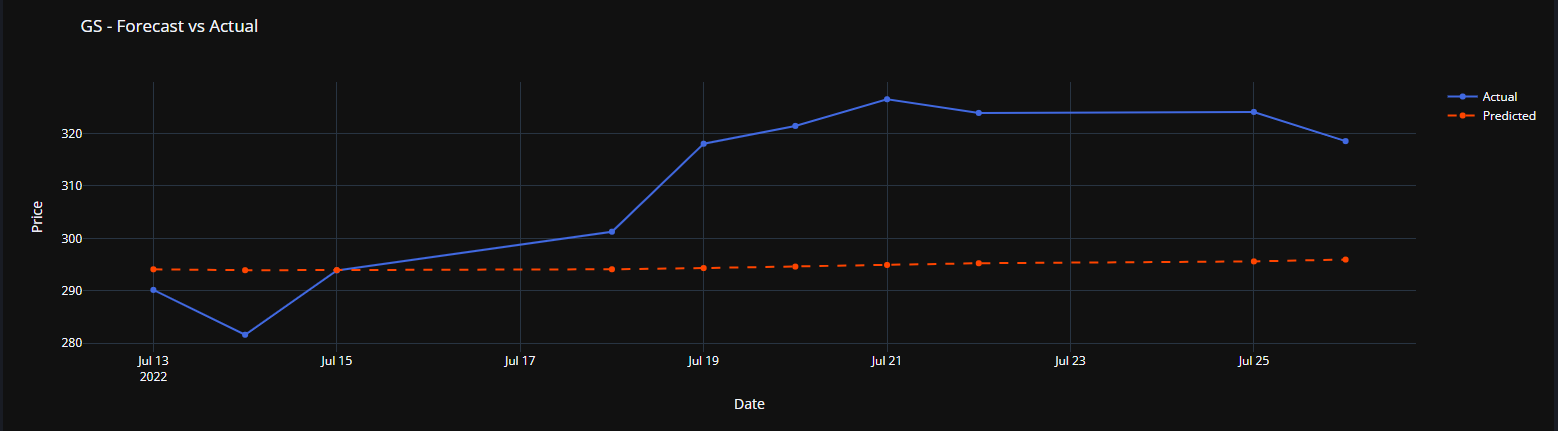 GS - Forecast vs Actual
Actual
Predicted
Price
320
310
300
290
280
Jul 13
2022
Jul 15
Jul 17
Jul 19
Jul 21
Jul 23
Jul 25
Date